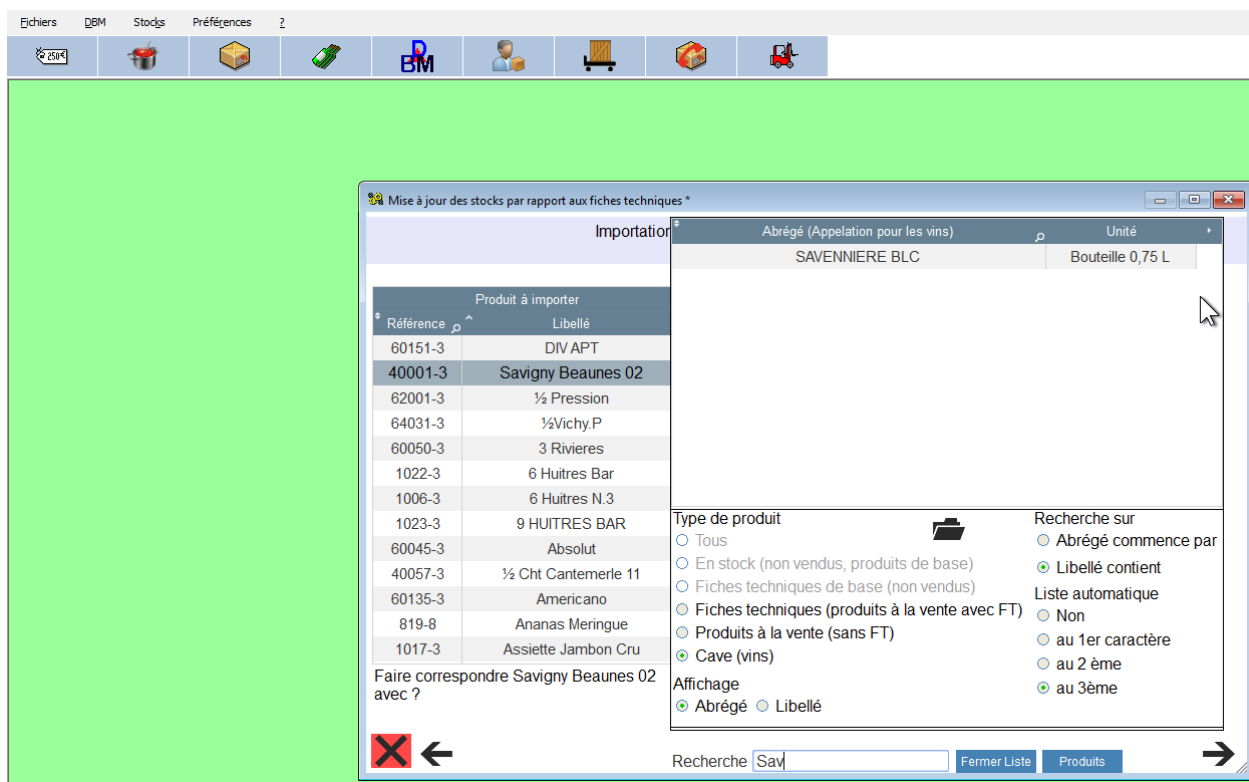 Fichiers DBM Stocks Préférences ?
250€ DBM
Mise à jour des stocks par rapport aux fiches techniques *
Importation
Abrégé (Appelation pour les vins) Unité
SAVENNIERE BLC Bouteille 0,75 L
Produit à importer
Référence Libellé
60151-3 DIV APT
40001-3 Savigny Beaunes 02
62001-3 ½ Pression
64031-3 ½Vichy.P
60050-3 3 Rivieres
1022-3 6 Huitres Bar
1006-3 6 Huitres N.3
1023-3 9 HUITRES BAR
60045-3 Absolut
40057-3 ½ Cht Cantemerle 11
60135-3 Americano
819-8 Ananas Meringue
1017-3 Assiette Jambon Cru
Faire correspondre Savigny Beaunes 02
avec ?
Type de produit
Tous
En stock (non vendus, produits de base)
Fiches techniques de base (non vendus)
Fiches techniques (produits à la vente avec FT)
Produits à la vente (sans FT)
Cave (vins)
Affichage
Abrégé Libellé
Recherche sur
Abrégé commence par
Libellé contient
Liste automatique
Non
au 1er caractère
au 2 ème
au 3ème
Recherche Sav Fermer Liste Produits